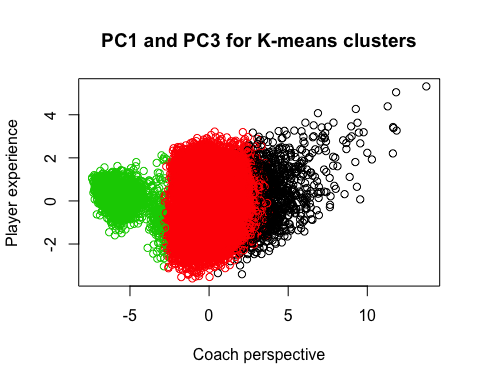 PC1 and PC3 for K-means clusters
Player experience
4
2
0
-2
-5
0
5
10
Coach perspective